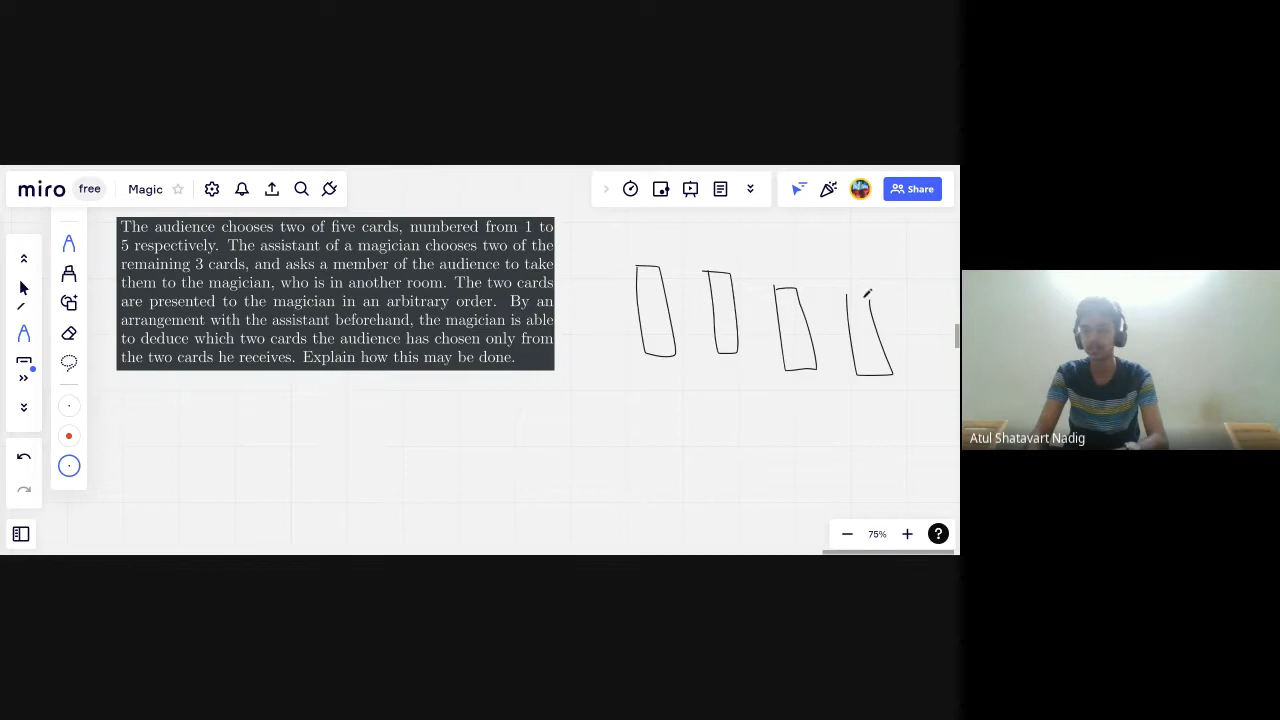 miro free Magic Share
The audience chooses two of five cards, numbered from 1 to
5 respectively. The assistant of a magician chooses two of the
remaining 3 cards, and asks a member of the audience to take
them to the magician, who is in another room. The two cards
are presented to the magician in an arbitrary order. By an
arrangement with the assistant beforehand, the magician is able
to deduce which two cards the audience has chosen only from
the two cards he receives. Explain how this may be done.
Atul Shatavart Nadig
75% ?